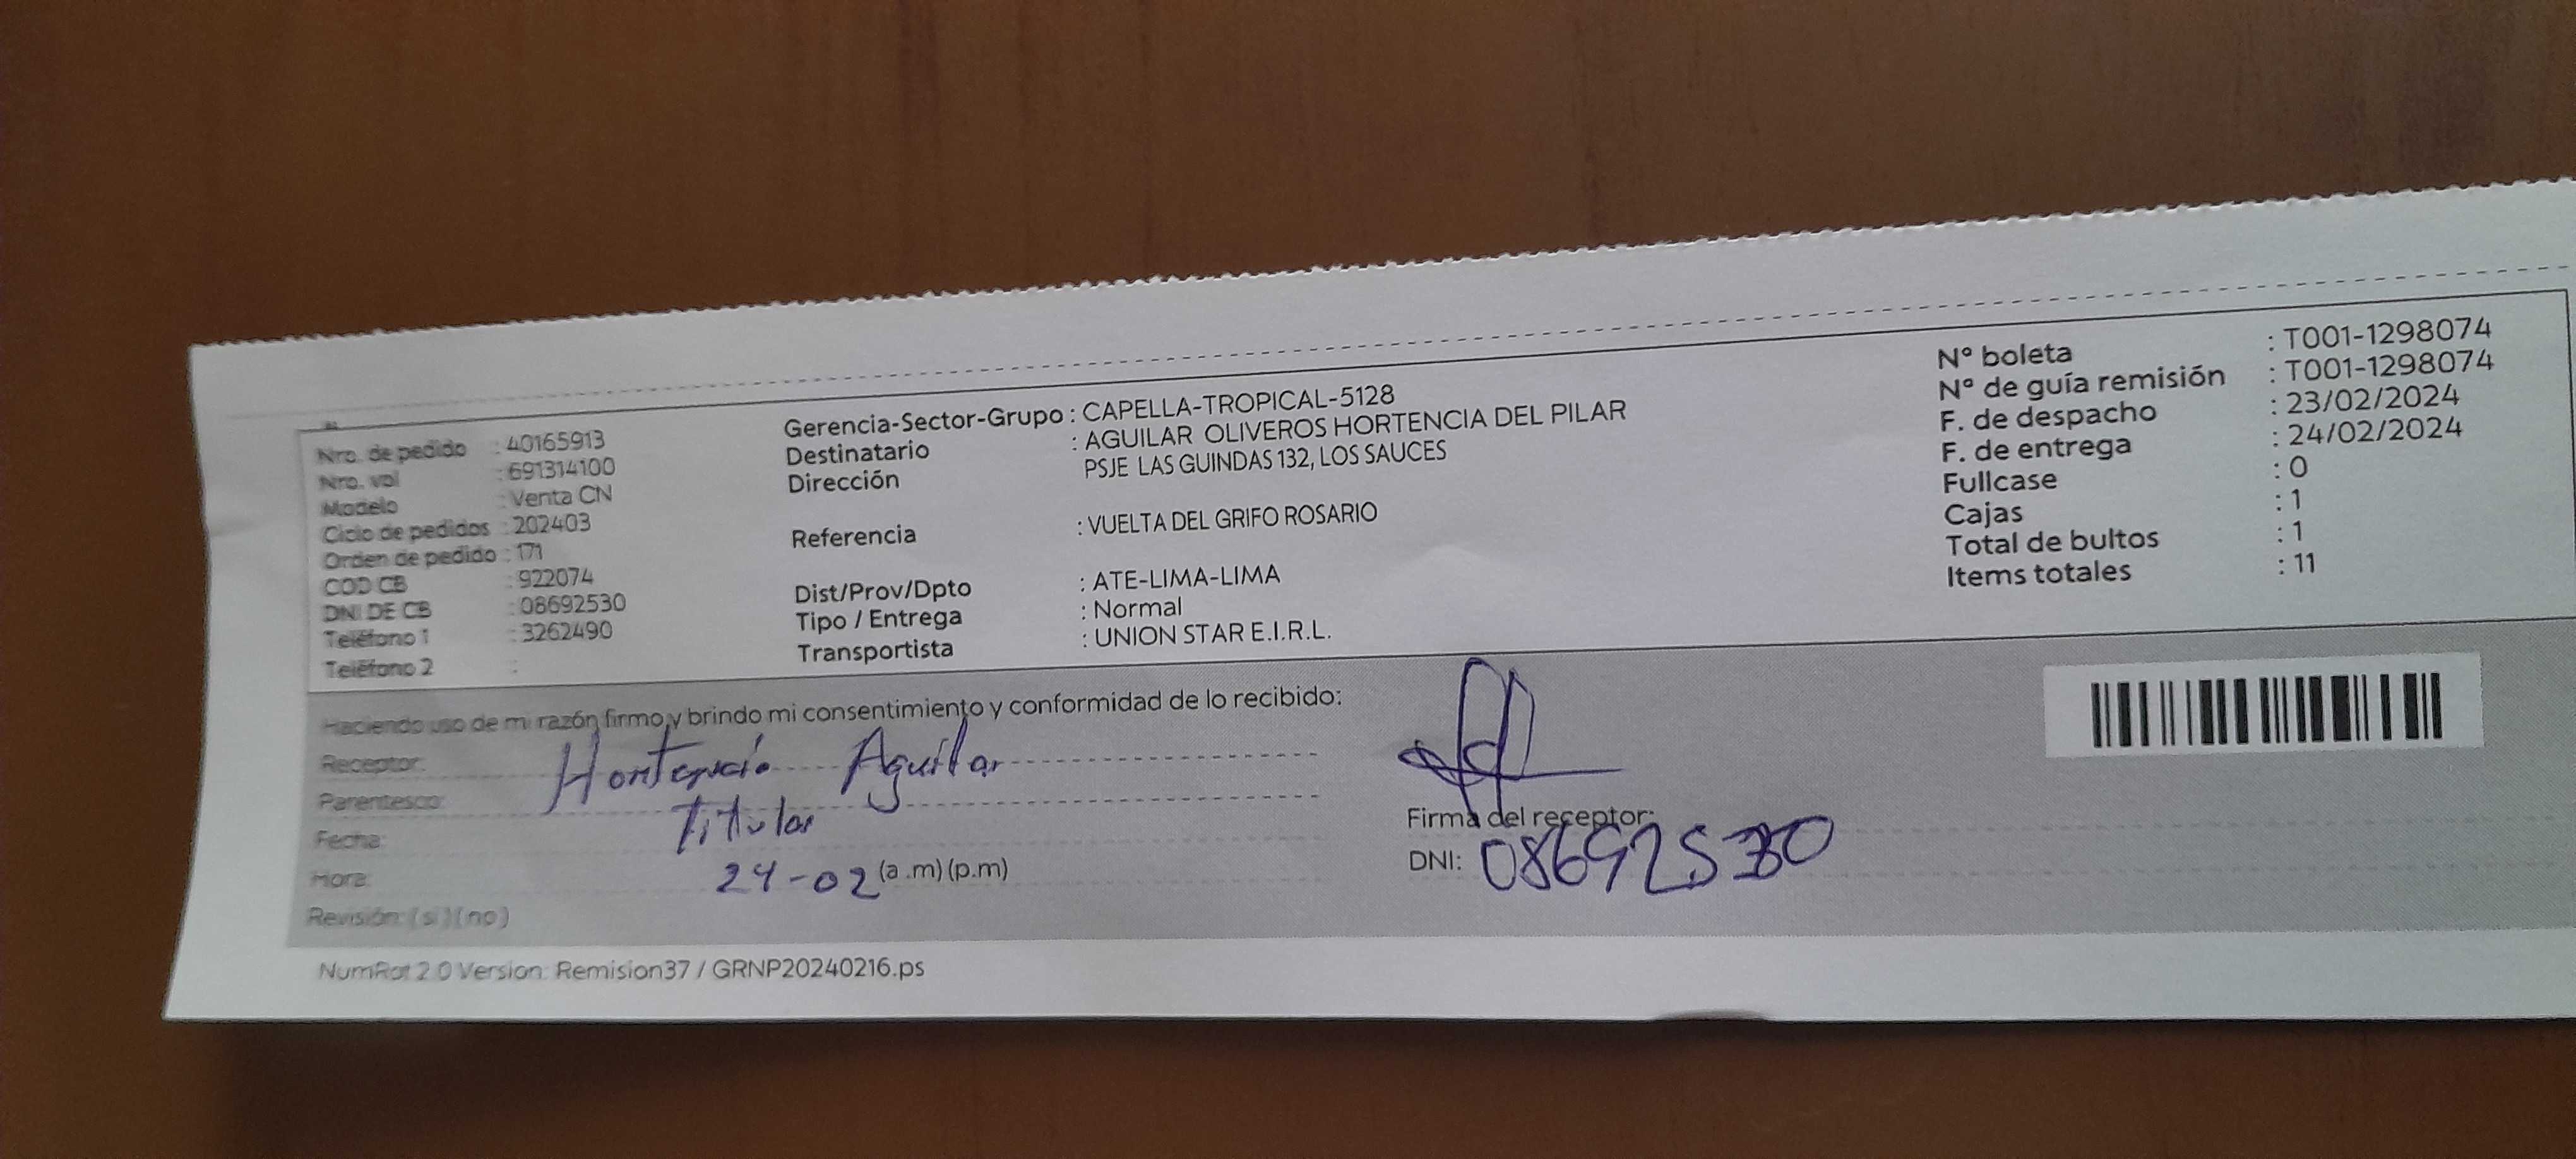 Nro. de pedido : 40165913
Nro. vol : 691314100
Modelo : Venta CN
Ciclo de pedidos : 202403
Orden de pedido : 171
COD CB : 922074
DNI DE CB : 08692530
Teléfono 1 : 3262490
Teléfono 2 :
Gerencia-Sector-Grupo : CAPELLA-TROPICAL-5128
Destinatario : AGUILAR OLIVEROS HORTENCIA DEL PILAR
Dirección PSJE LAS GUINDAS 132, LOS SAUCES
Referencia : VUELTA DEL GRIFO ROSARIO
Dist/Prov/Dpto : ATE-LIMA-LIMA
Tipo / Entrega : Normal
Transportista : UNION STAR E.I.R.L.
N° boleta : T001-1298074
N° de guía remisión : T001-1298074
F. de despacho : 23/02/2024
F. de entrega : 24/02/2024
Fullcase : 0
Cajas : 1
Total de bultos : 1
Items totales : 11
Haciendo uso de mi razón firmo y brindo mi consentimiento y conformidad de lo recibido:
Receptor: Hortencia Aguilar
Parentesco: Titular
Fecha: 24-02
Hora: (a.m) (p.m)
Revisión: (si) (no)
Firma del receptor:
DNI: 08692530
NumRot 2.0 Version: Remision37 / GRNP20240216.ps